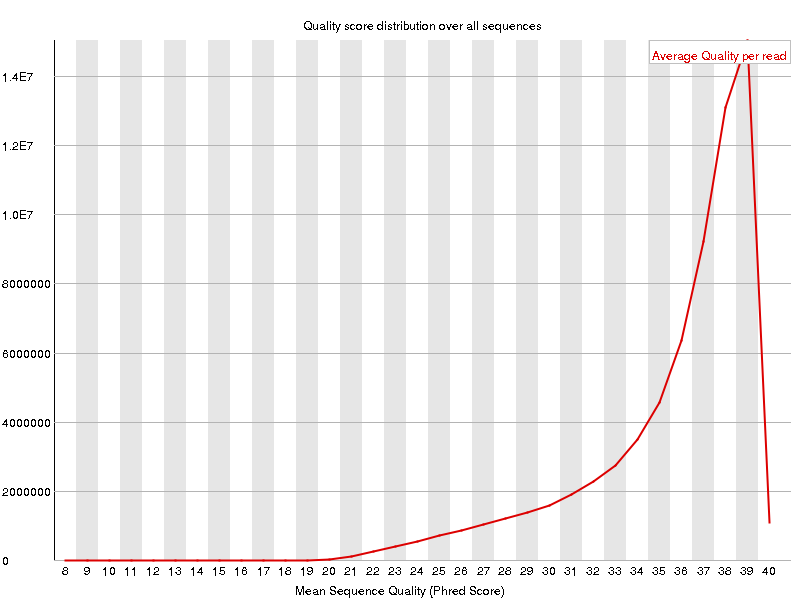 Quality score distribution over all sequences
Average Quality per read
1.4E7
1.2E7
1.0E7
8000000
6000000
4000000
2000000
0
8 9 10 11 12 13 14 15 16 17 18 19 20 21 22 23 24 25 26 27 28 29 30 31 32 33 34 35 36 37 38 39 40
Mean Sequence Quality (Phred Score)